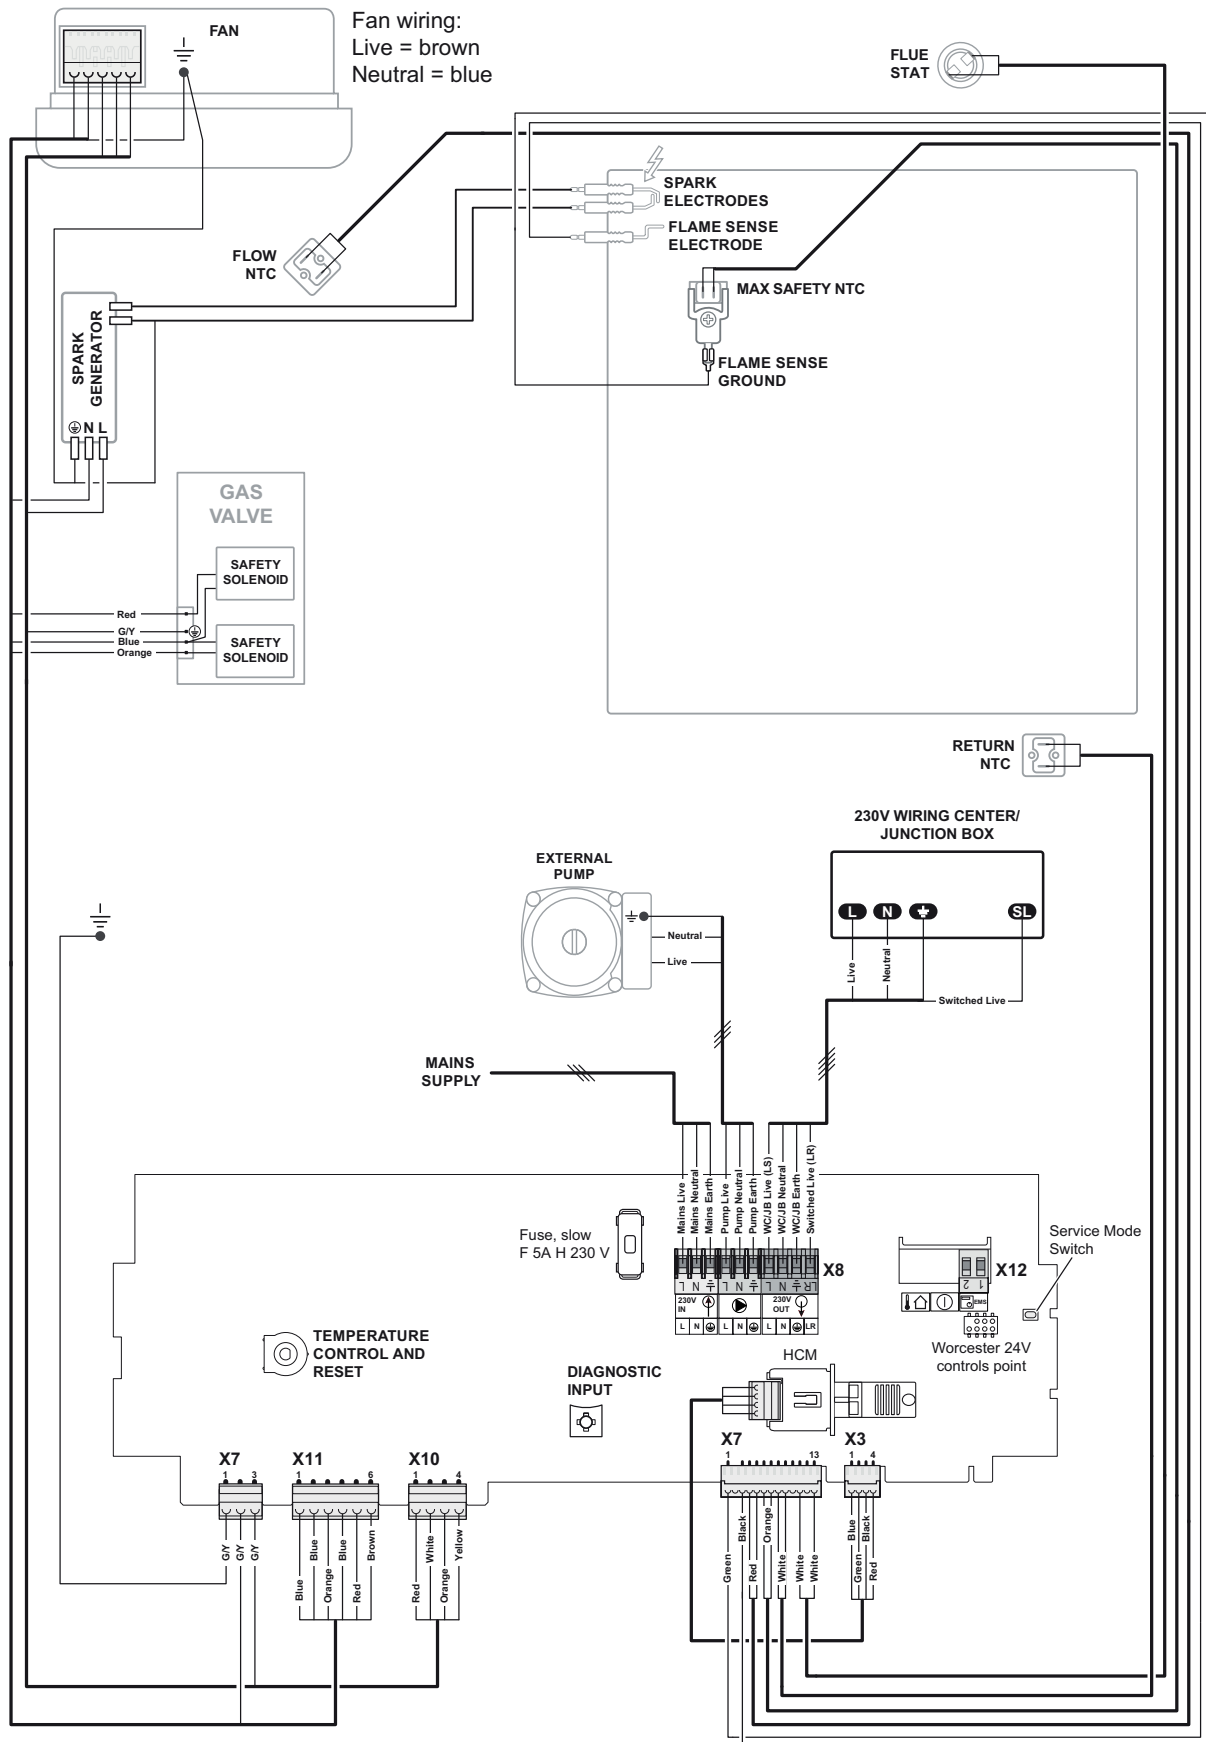 FAN
Fan wiring:
Live = brown
Neutral = blue
FLUE
STAT
SPARK
ELECTRODES
FLAME SENSE
ELECTRODE
FLOW
NTC
MAX SAFETY NTC
FLAME SENSE
GROUND
SPARK
GENERATOR
N L
GAS
VALVE
SAFETY
SOLENOID
Red
G/Y
Blue
Orange
SAFETY
SOLENOID
RETURN
NTC
230V WIRING CENTER/
JUNCTION BOX
L N SL
Live
Neutral
Switched Live
EXTERNAL
PUMP
Neutral
Live
MAINS
SUPPLY
Mains Live
Mains Neutral
Mains Earth
Pump Live
Pump Neutral
Pump Earth
WC/JB Live (LS)
WC/JB Neutral
WC/JB Earth
Switched Live (LR)
Fuse, slow
F 5A H 230 V
L N L N L N LR
X8
230V
IN
230V
OUT
L N L N L N LR
X12
2 1
EMS
Service Mode
Switch
Worcester 24V
controls point
TEMPERATURE
CONTROL AND
RESET
DIAGNOSTIC
INPUT
HCM
X7
1 3
G/Y
G/Y
G/Y
X11
1 6
Blue
Blue
Orange
Blue
Red
Brown
X10
1 4
Red
White
Orange
Yellow
X7
1 13
Green
Black
Red
Orange
White
White
White
X3
1 4
Blue
Green
Black
Red